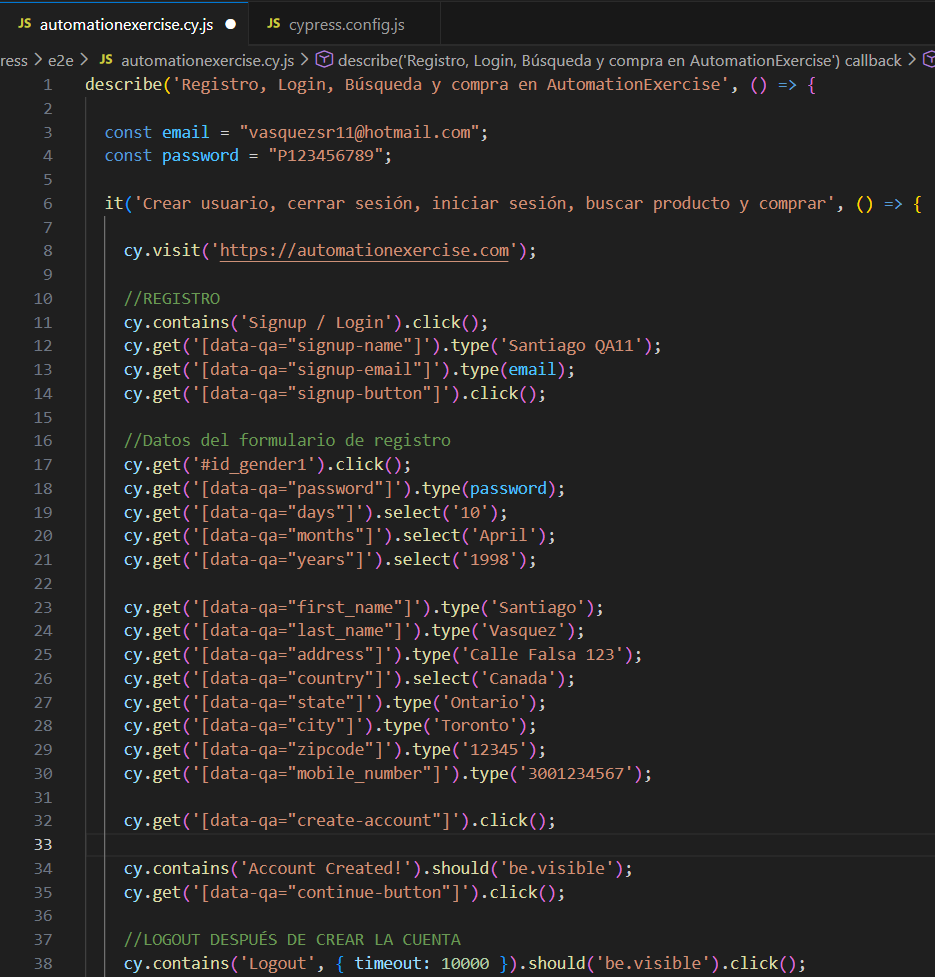 JS automationexercise.cy.js ● JS cypress.config.js
ress > e2e > JS automationexercise.cy.js > describe('Registro, Login, Búsqueda y compra en AutomationExercise') callback >
1 describe('Registro, Login, Búsqueda y compra en AutomationExercise', () => {
2
3 const email = "vasquezsr11@hotmail.com";
4 const password = "P123456789";
5
6 it('Crear usuario, cerrar sesión, iniciar sesión, buscar producto y comprar', () => {
7
8 cy.visit('https://automationexercise.com');
9
10 //REGISTRO
11 cy.contains('Signup / Login').click();
12 cy.get('[data-qa="signup-name"]').type('Santiago QA11');
13 cy.get('[data-qa="signup-email"]').type(email);
14 cy.get('[data-qa="signup-button"]').click();
15
16 //Datos del formulario de registro
17 cy.get('#id_gender1').click();
18 cy.get('[data-qa="password"]').type(password);
19 cy.get('[data-qa="days"]').select('10');
20 cy.get('[data-qa="months"]').select('April');
21 cy.get('[data-qa="years"]').select('1998');
22
23 cy.get('[data-qa="first_name"]').type('Santiago');
24 cy.get('[data-qa="last_name"]').type('Vasquez');
25 cy.get('[data-qa="address"]').type('Calle Falsa 123');
26 cy.get('[data-qa="country"]').select('Canada');
27 cy.get('[data-qa="state"]').type('Ontario');
28 cy.get('[data-qa="city"]').type('Toronto');
29 cy.get('[data-qa="zipcode"]').type('12345');
30 cy.get('[data-qa="mobile_number"]').type('3001234567');
31
32 cy.get('[data-qa="create-account"]').click();
33
34 cy.contains('Account Created!').should('be.visible');
35 cy.get('[data-qa="continue-button"]').click();
36
37 //LOGOUT DESPUÉS DE CREAR LA CUENTA
38 cy.contains('Logout', { timeout: 10000 }).should('be.visible').click();